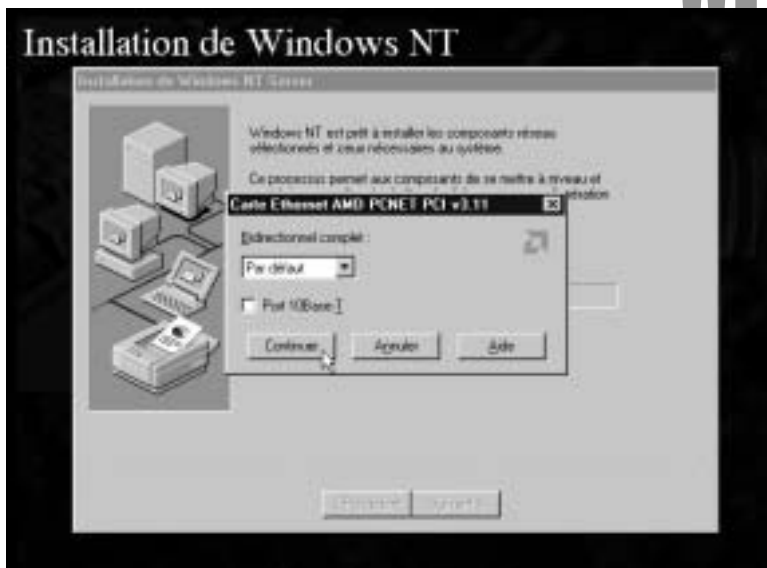 Installation de Windows NT
Installation de Windows NT Server
Windows NT est prêt à installer les composants réseau
sélectionnés et ceux nécessaires au système.
Ce processus permet aux composants de se mettre à niveau et
Carte Ethernet AMD PCNET PCI v3.11
Bidirectionnel complet :
Par défaut
Port 10Base-T
Continuer Annuler Aide